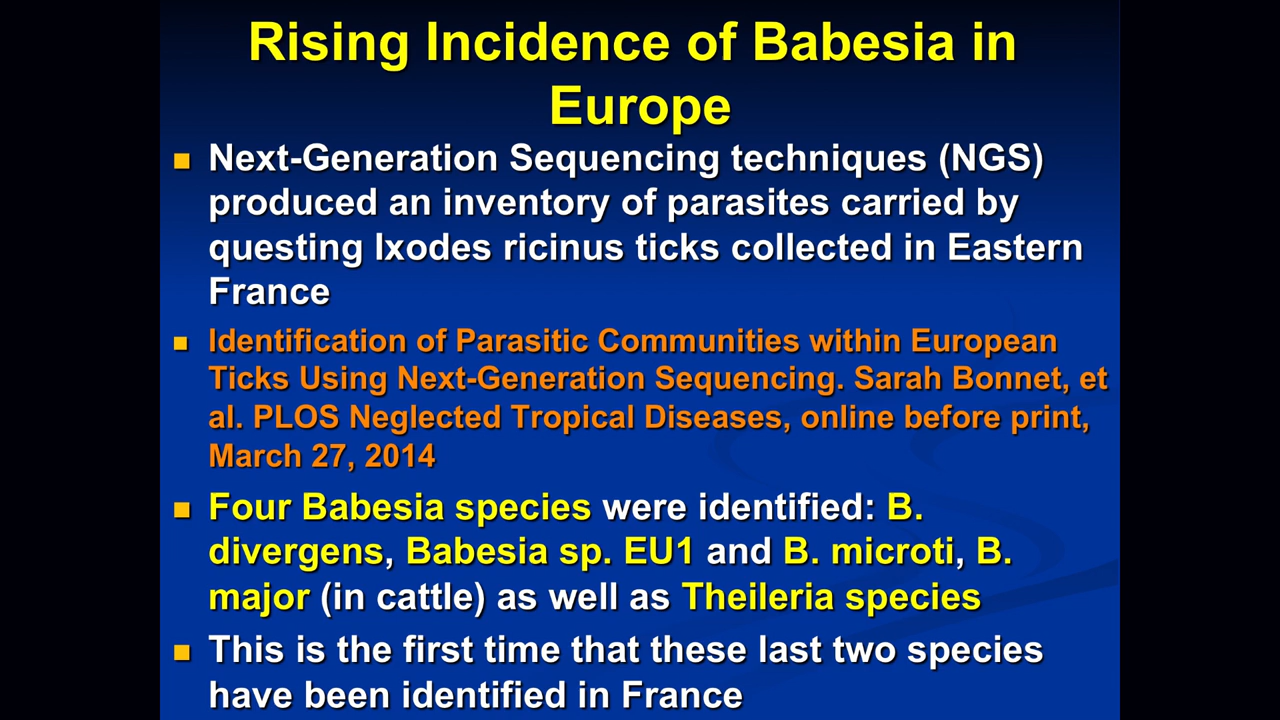 Rising Incidence of Babesia in
Europe
Next-Generation Sequencing techniques (NGS)
produced an inventory of parasites carried by
questing Ixodes ricinus ticks collected in Eastern
France
Identification of Parasitic Communities within European
Ticks Using Next-Generation Sequencing. Sarah Bonnet, et
al. PLOS Neglected Tropical Diseases, online before print,
March 27, 2014
Four Babesia species were identified: B.
divergens, Babesia sp. EU1 and B. microti, B.
major (in cattle) as well as Theileria species
This is the first time that these last two species
have been identified in France